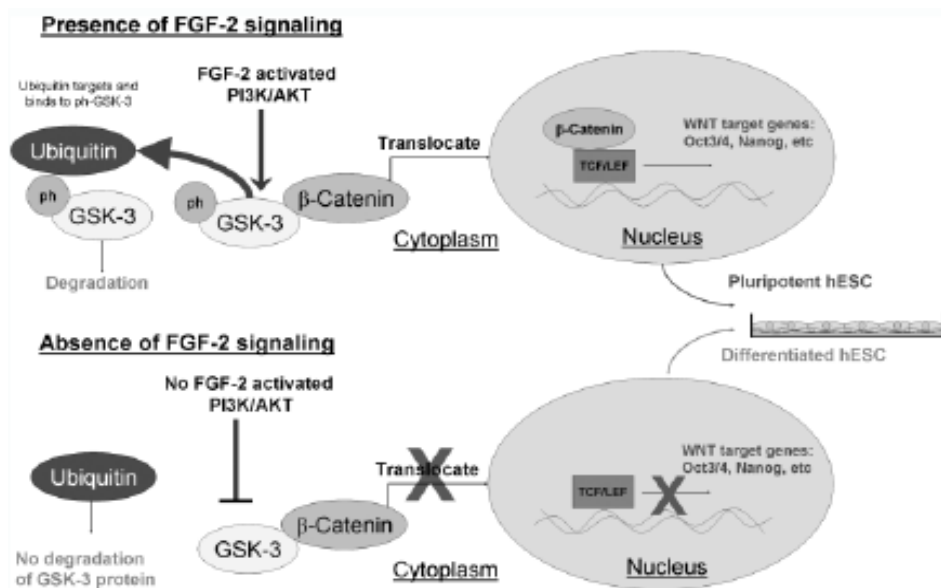 Presence of FGF-2 signaling
Ubiquitin targets and
binds to ph-GSK-3
FGF-2 activated
PI3K/AKT
Ubiquitin
ph
GSK-3
Degradation
ph
GSK-3
β-Catenin
Translocate
Cytoplasm
β-Catenin
TCF/LEF
WNT target genes:
Oct3/4, Nanog, etc
Nucleus
Pluripotent hESC
Differentiated hESC
Absence of FGF-2 signaling
No FGF-2 activated
PI3K/AKT
Ubiquitin
No degradation
of GSK-3 protein
GSK-3
β-Catenin
Translocate
Cytoplasm
TCF/LEF
WNT target genes:
Oct3/4, Nanog, etc
Nucleus